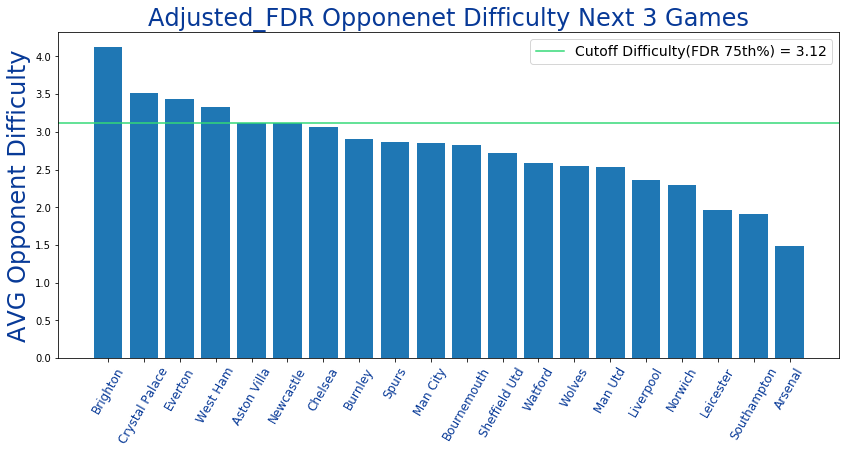 Adjusted_FDR Opponenet Difficulty Next 3 Games
Cutoff Difficulty(FDR 75th%) = 3.12
AVG Opponent Difficulty
4.0
3.5
3.0
2.5
2.0
1.5
1.0
0.5
0.0
Brighton
Crystal Palace
Everton
West Ham
Aston Villa
Newcastle
Chelsea
Burnley
Spurs
Man City
Bournemouth
Sheffield Utd
Watford
Wolves
Man Utd
Liverpool
Norwich
Leicester
Southampton
Arsenal